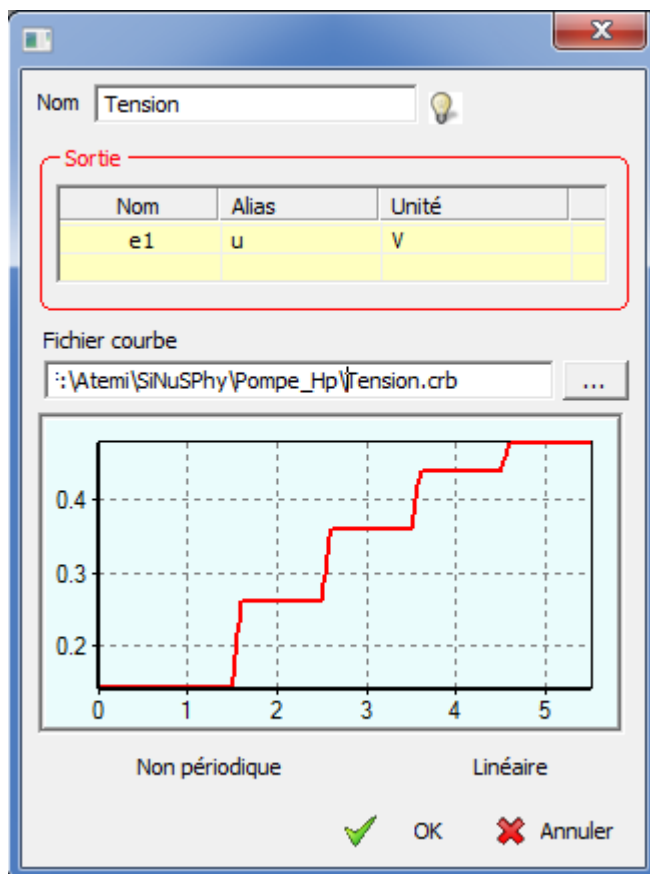 Nom Tension
Sortie
Nom Alias Unité
e1 u V
Fichier courbe
:\Atemi\SiNuSPhy\Pompe_Hp\Tension.crb ...
0.4
0.3
0.2
0 1 2 3 4 5
Non périodique Linéaire
OK Annuler